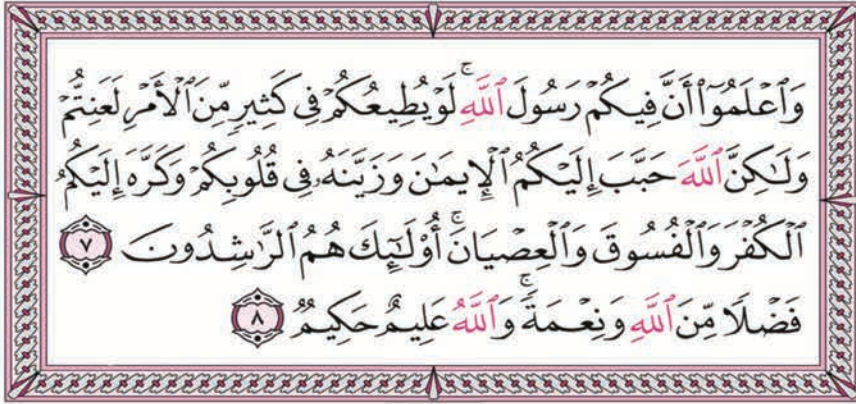 وَٱعۡلَمُوٓاْ أَنَّ فِيكُمۡ رَسُولَ ٱللَّهِۚ لَوۡ يُطِيعُكُمۡ فِي كَثِيرٖ مِّنَ ٱلۡأَمۡرِ لَعَنِتُّمۡ
وَلَٰكِنَّ ٱللَّهَ حَبَّبَ إِلَيۡكُمُ ٱلۡإِيمَٰنَ وَزَيَّنَهُۥ فِي قُلُوبِكُمۡ وَكَرَّهَ إِلَيۡكُمُ
ٱلۡكُفۡرَ وَٱلۡفُسُوقَ وَٱلۡعِصۡيَانَۚ أُوْلَٰٓئِكَ هُمُ ٱلرَّٰشِدُونَ ٧
فَضۡلٗا مِّنَ ٱللَّهِ وَنِعۡمَةٗۚ وَٱللَّهُ عَلِيمٌ حَكِيمٞ ٨